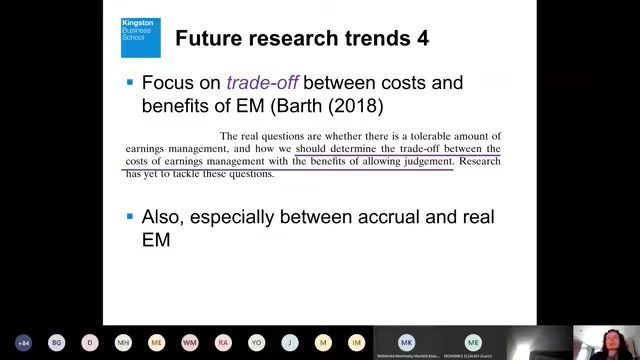 Kingston
Business
School
Future research trends 4
Focus on trade-off between costs and
benefits of EM (Barth (2018)
The real questions are whether there is a tolerable amount of
earnings management, and how we should determine the trade-off between the
costs of earnings management with the benefits of allowing judgement. Research
has yet to tackle these questions.
Also, especially between accrual and real
EM
+84
BG
D
MH
ME
WM
RA
YO
J
M
IM
MK
ME